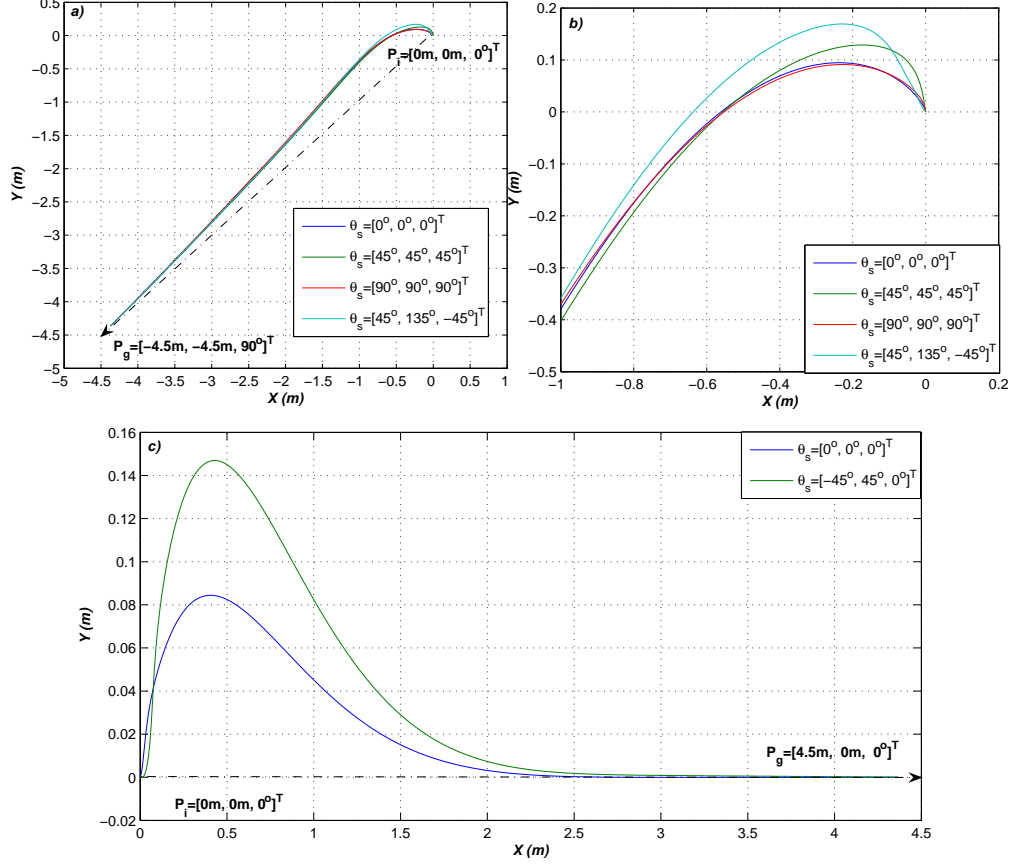 a)
0.5
0
−0.5
−1
−1.5
−2
−2.5
−3
−3.5
−4
−4.5
−5
Y (m)
−5 −4.5 −4 −3.5 −3 −2.5 −2 −1.5 −1 −0.5 0 0.5 1
X (m)
P_i=[0m, 0m, 0^o]^T
P_g=[−4.5m, −4.5m, 90^o]^T
θ_s=[0^o, 0^o, 0^o]^T
θ_s=[45^o, 45^o, 45^o]^T
θ_s=[90^o, 90^o, 90^o]^T
θ_s=[45^o, 135^o, −45^o]^T
b)
0.2
0.1
0
−0.1
−0.2
−0.3
−0.4
−0.5
Y (m)
−1 −0.8 −0.6 −0.4 −0.2 0 0.2
X (m)
θ_s=[0^o, 0^o, 0^o]^T
θ_s=[45^o, 45^o, 45^o]^T
θ_s=[90^o, 90^o, 90^o]^T
θ_s=[45^o, 135^o, −45^o]^T
c)
0.16
0.14
0.12
0.1
0.08
0.06
0.04
0.02
0
−0.02
Y (m)
θ_s=[0^o, 0^o, 0^o]^T
θ_s=[−45^o, 45^o, 0^o]^T
P_g=[4.5m, 0m, 0^o]^T
P_i=[0m, 0m, 0^o]^T
0 0.5 1 1.5 2 2.5 3 3.5 4 4.5
X (m)